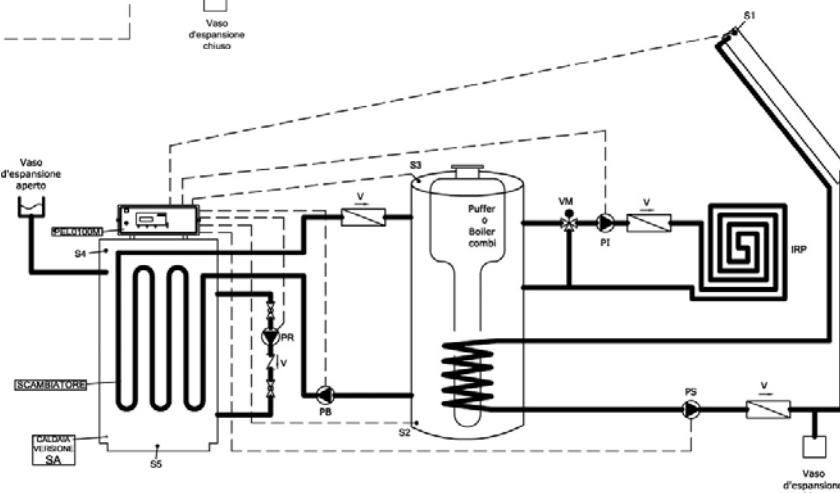 Vaso
d'espansione
chiuso
S1
Vaso
d'espansione
aperto
S3
V
VM
V
Puffer
o
Boiler
combi
PI
IRP
S4
PR
V
SCAMBIATORE
PB
PS
V
S2
CALDAIA
VERSIONE
SA
S5
Vaso
d'espansione